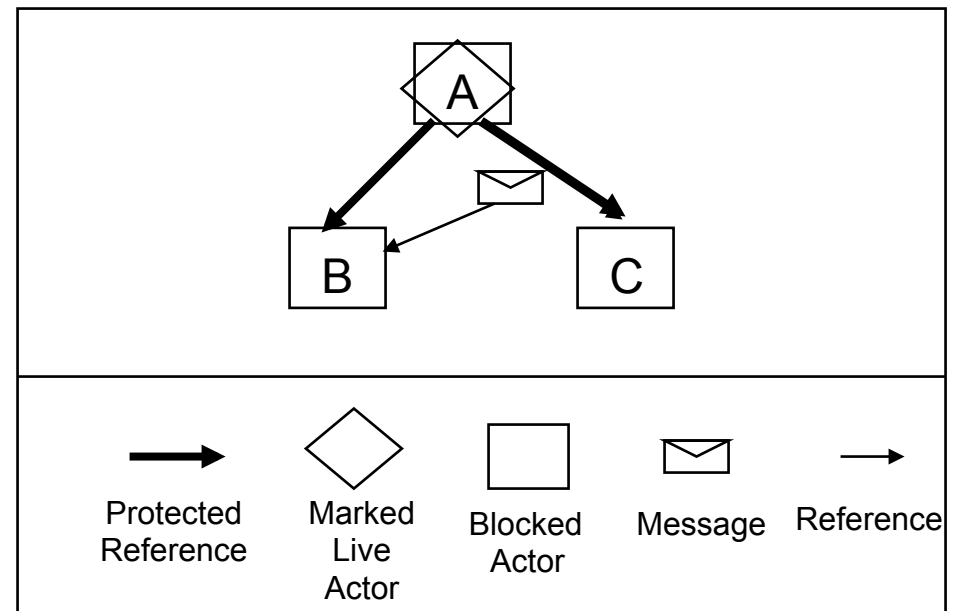 A
B
C
Protected
Reference
Marked
Live
Actor
Blocked
Actor
Message
Reference